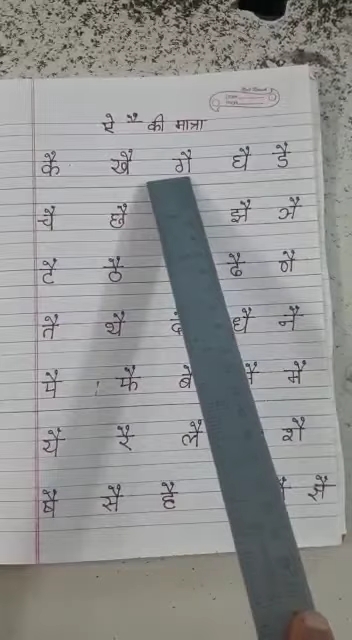 ऐ ै की मात्रा
कै खै गै घै ङै
चै छै झै ञै
टै ठै ढै णै
तै थै धै नै
पै फै बै मै
यै रै लै शै
षै सै है